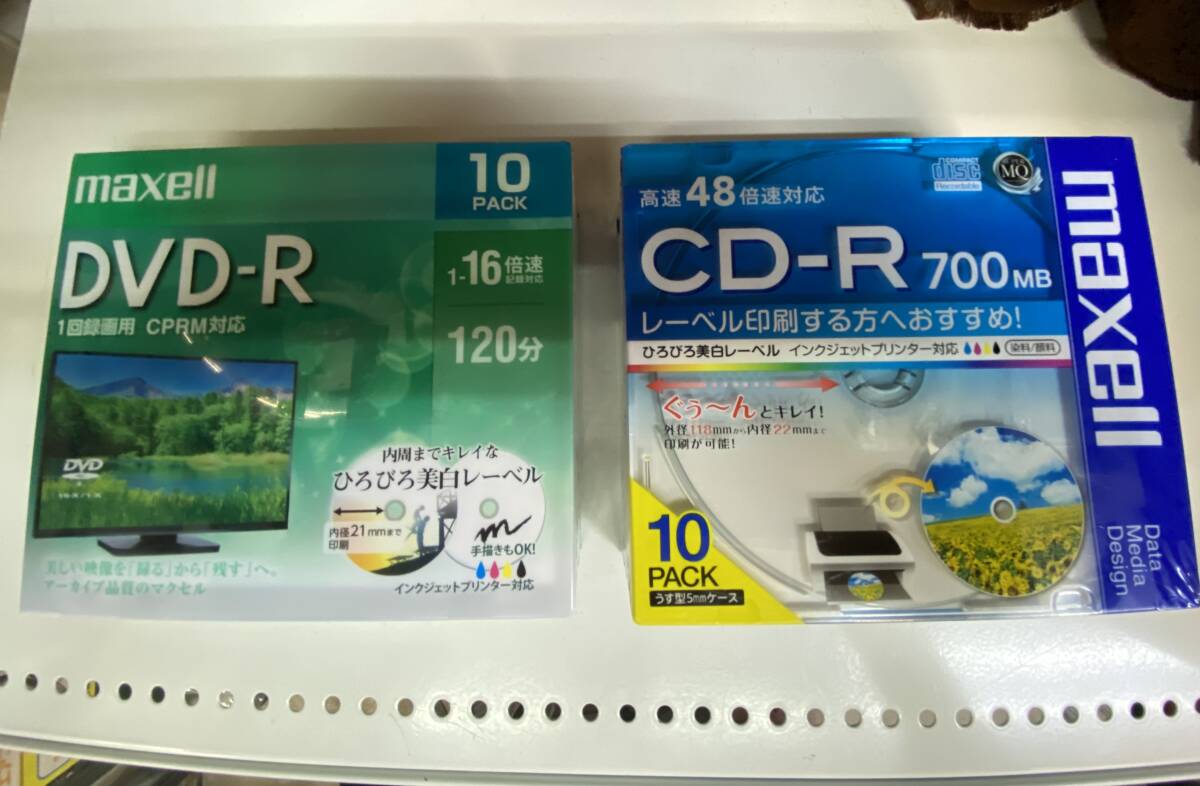 maxell
10
PACK
DVD-R
1-16倍速
記録対応
1回録画用 CPRM対応
120分
DVD
内周までキレイな
ひろびろ美白レーベル
内径21mmまで
印刷
手描きもOK!
インクジェットプリンター対応
美しい映像を「録る」から「残す」へ。
アーカイブ品質のマクセル
高速48倍速対応
COMPACT
disc
Recordable
MQ
CD-R 700MB
レーベル印刷する方へおすすめ!
ひろびろ美白レーベル インクジェットプリンター対応 染料/顔料
ぐぅ〜んとキレイ!
外径118mmから内径22mmまで
印刷が可能!
10
PACK
うす型5mmケース
maxell
Data
Media
Design